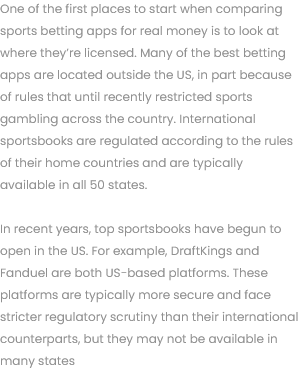 One of the first places to start when comparing
sports betting apps for real money is to look at
where they're licensed. Many of the best betting
apps are located outside the US, in part because
of rules that until recently restricted sports
gambling across the country. International
sportsbooks are regulated according to the rules
of their home countries and are typically
available in all 50 states.

In recent years, top sportsbooks have begun to
open in the US. For example, DraftKings and
Fanduel are both US-based platforms. These
platforms are typically more secure and face
stricter regulatory scrutiny than their international
counterparts, but they may not be available in
many states